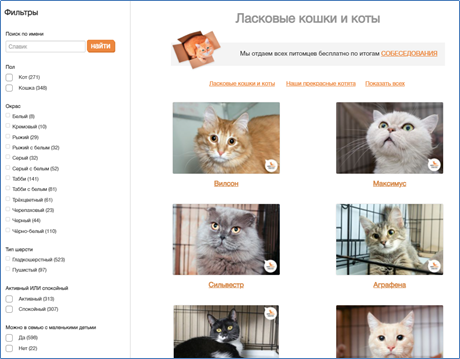 Фильтры
Поиск по имени
Славик
найти
Пол
Кот (271)
Кошка (348)
Окрас
Белый (8)
Кремовый (10)
Рыжий (29)
Рыжий с белым (32)
Серый (32)
Серый с белым (52)
Табби (141)
Табби с белым (81)
Трёхцветный (61)
Черепаховый (23)
Черный (44)
Чёрно-белый (110)
Тип шерсти
Гладкошерстный (523)
Пушистый (97)
Активный ИЛИ спокойный
Активный (313)
Спокойный (307)
Можно в семью с маленькими детьми
Да (598)
Нет (22)
Ласковые кошки и коты
Мы отдаем всех питомцев бесплатно по итогам СОБЕСЕДОВАНИЯ
Ласковые кошки и коты
Наши прекрасные котята
Показать всех
Вилсон
Максимус
Сильвестр
Аграфена